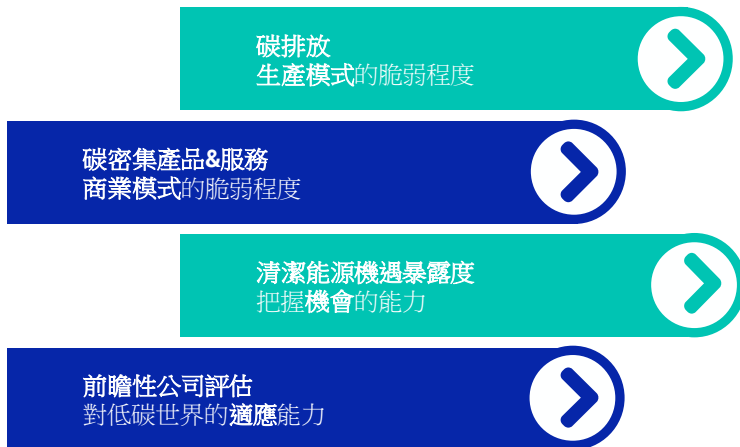 碳排放
生產模式的脆弱程度
碳密集產品&服務
商業模式的脆弱程度
清潔能源機遇暴露度
把握機會的能力
前瞻性公司評估
對低碳世界的適應能力